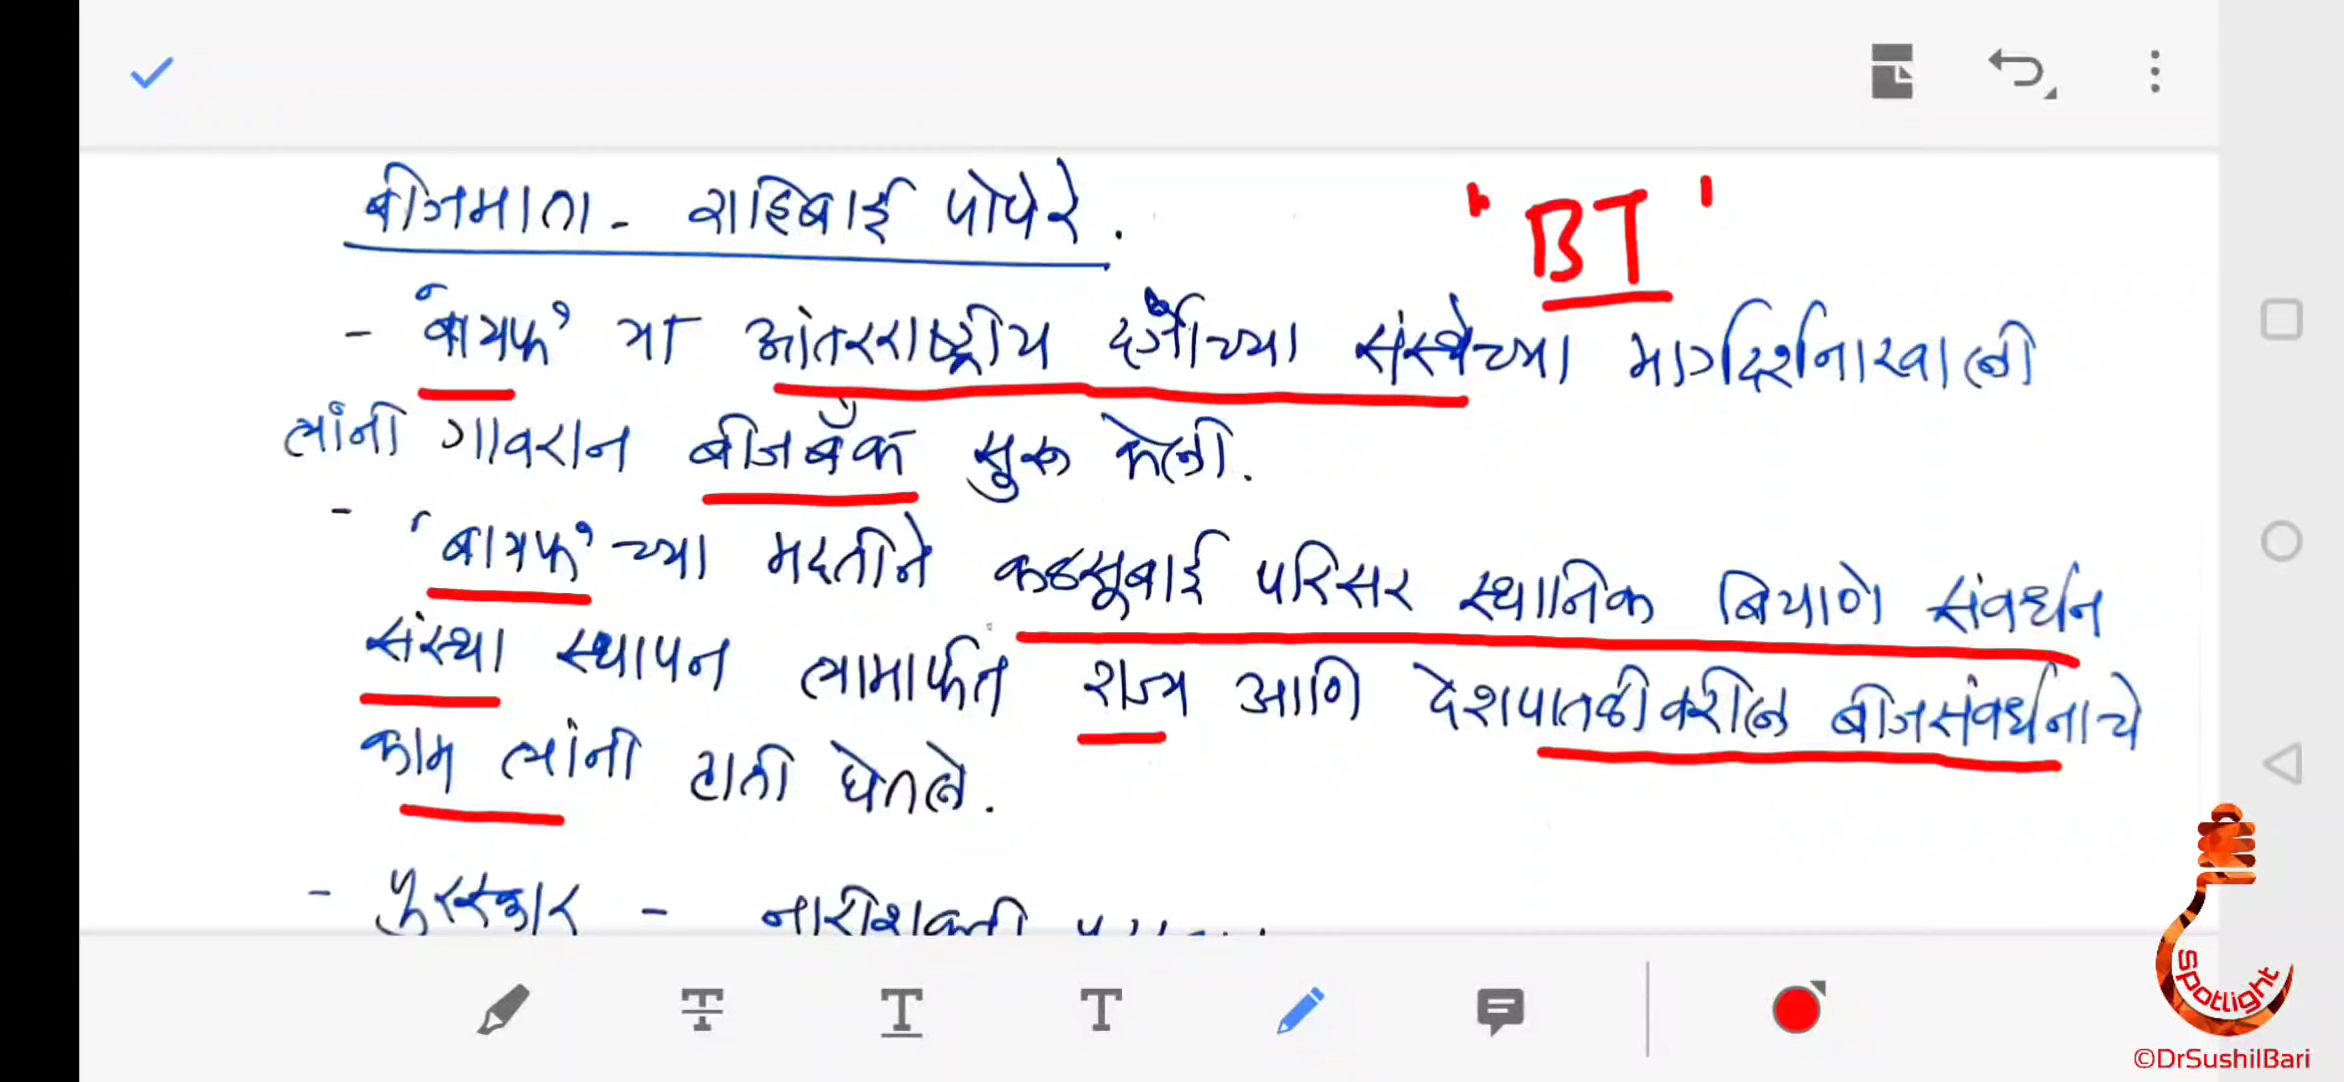 बीजमाता - राहिबाई पोपेरे.
'BT'
- 'बायफ' या आंतरराष्ट्रीय दर्जाच्या संस्थेच्या मार्गदर्शनाखाली
त्यांनी गावरान बीजबँक सुरू केली.
- 'बायफ' च्या मदतीने कळसूबाई परिसर स्थानिक बियाणे संवर्धन
संस्था स्थापन त्यामार्फत राज्य आणि देशपातळीवरील बीजसंवर्धनाचे
काम त्यांनी हाती घेतले.
- पुरस्कार - नारीशक्ती
Spotlight
©DrSushilBari